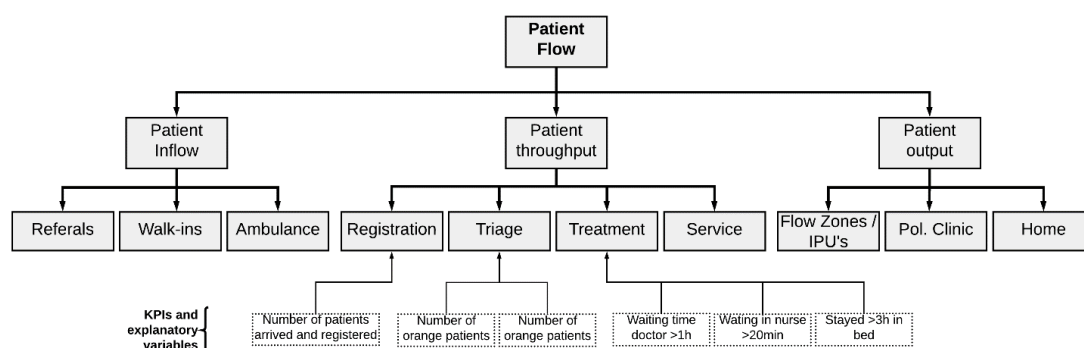 Patient
Flow
Patient
Inflow
Patient
throughput
Patient
output
Referals
Walk-ins
Ambulance
Registration
Triage
Treatment
Service
Flow Zones /
IPU's
Pol. Clinic
Home
KPIs and
explanatory
variables
Number of patients
arrived and registered
Number of
orange patients
Number of
orange patients
Waiting time
doctor >1h
Wating in nurse
>20min
Stayed >3h in
bed